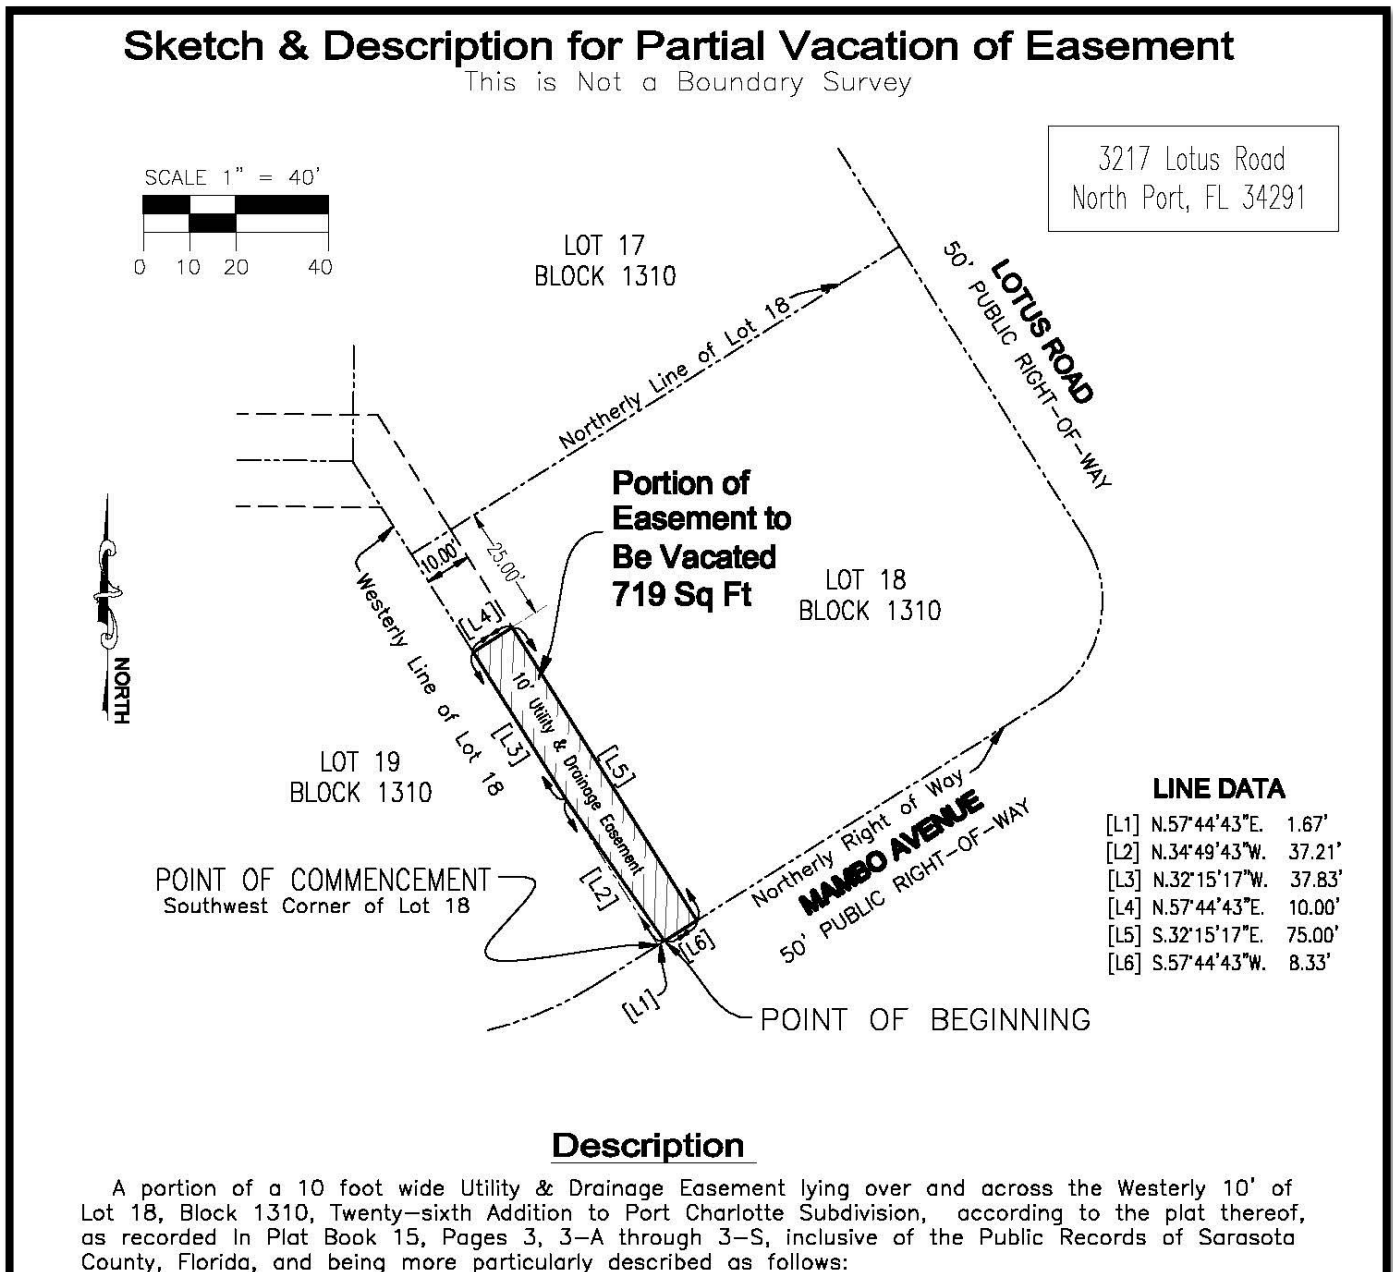 Sketch & Description for Partial Vacation of Easement
This is Not a Boundary Survey
3217 Lotus Road
North Port, FL 34291
SCALE 1" = 40'
0 10 20 40
LOT 17
BLOCK 1310
50' PUBLIC RIGHT-OF-WAY
LOTUS ROAD
Northerly Line of Lot 18
Portion of
Easement to
Be Vacated
719 Sq Ft
10.00'
25.00'
LOT 18
BLOCK 1310
Westerly Line of Lot 18
[L4]
NORTH
10' Utility & Drainage Easement
[L3]
[L5]
LOT 19
BLOCK 1310
[L2]
Northerly Right of Way
MAMBO AVENUE
50' PUBLIC RIGHT-OF-WAY
LINE DATA
[L1] N.57°44'43"E. 1.67'
[L2] N.34°49'43"W. 37.21'
[L3] N.32°15'17"W. 37.83'
[L4] N.57°44'43"E. 10.00'
[L5] S.32°15'17"E. 75.00'
[L6] S.57°44'43"W. 8.33'
POINT OF COMMENCEMENT
Southwest Corner of Lot 18
[L6]
[L1]
POINT OF BEGINNING
Description
A portion of a 10 foot wide Utility & Drainage Easement lying over and across the Westerly 10' of
Lot 18, Block 1310, Twenty-sixth Addition to Port Charlotte Subdivision, according to the plat thereof,
as recorded In Plat Book 15, Pages 3, 3-A through 3-S, inclusive of the Public Records of Sarasota
County, Florida, and being more particularly described as follows: